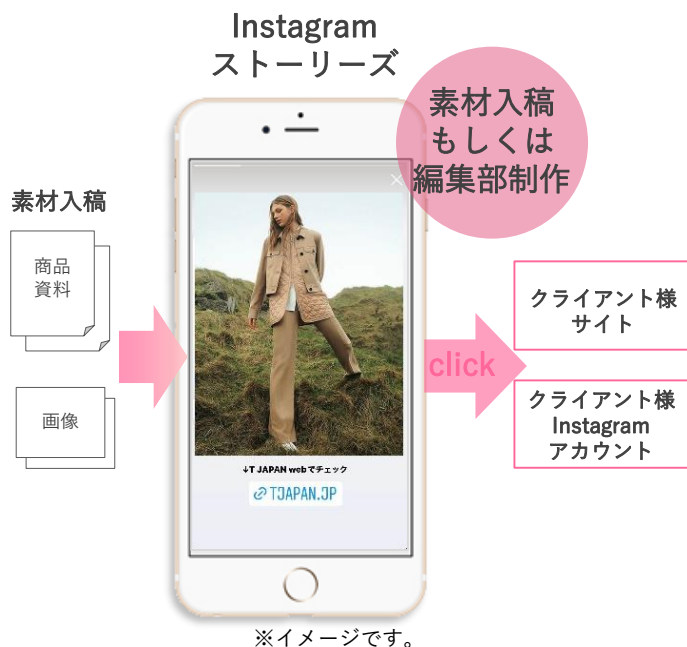 Instagram
ストーリーズ
素材入稿
もしくは
編集部制作
素材入稿
商品
資料
画像
↓T JAPAN webでチェック
TJAPAN.JP
click
クライアント様
サイト
クライアント様
Instagram
アカウント
※イメージです。